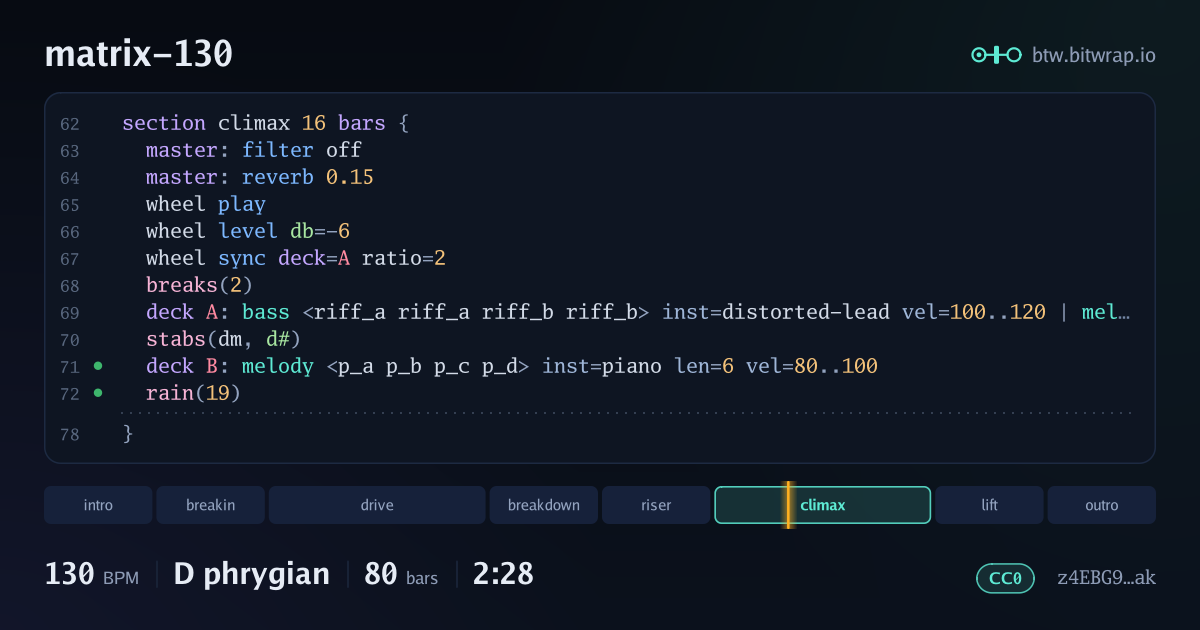 matrix-130
btw.bitwrap.io
62 section climax 16 bars {
63 master: filter off
64 master: reverb 0.15
65 wheel play
66 wheel level db=-6
67 wheel sync deck=A ratio=2
68 breaks(2)
69 deck A: bass <riff_a riff_a riff_b riff_b> inst=distorted-lead vel=100..120 | mel…
70 stabs(dm, d#)
71 deck B: melody <p_a p_b p_c p_d> inst=piano len=6 vel=80..100
72 rain(19)
78 }
intro breakin drive breakdown riser climax lift outro
130 BPM D phrygian 80 bars 2:28
CC0 z4EBG9…ak